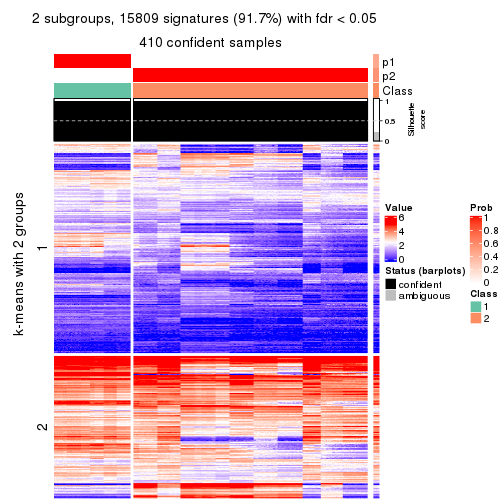 2 subgroups, 15809 signatures (91.7%) with fdr < 0.05
410 confident samples
p1
p2
Class
1
0.5
0
Silhouette
score
k-means with 2 groups
1
2
Value
6
4
2
0
Status (barplots)
confident
ambiguous
Prob
1
0.8
0.6
0.4
0.2
0
Class
1
2